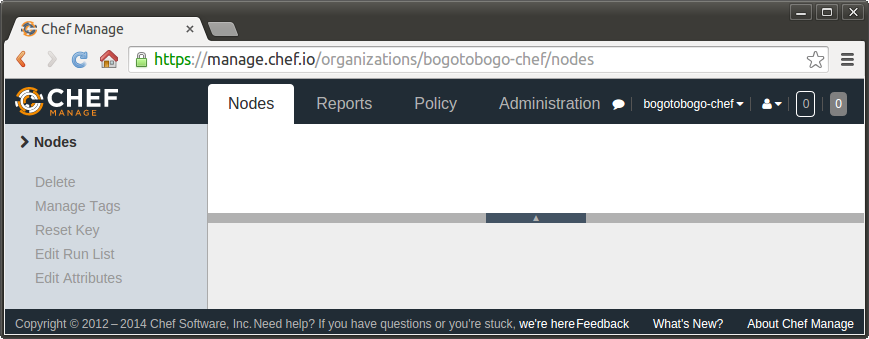 Chef Manage
https://manage.chef.io/organizations/bogotobogo-chef/nodes
CHEF
MANAGE
Nodes Reports Policy Administration bogotobogo-chef 0 0
Nodes
Delete
Manage Tags
Reset Key
Edit Run List
Edit Attributes
Copyright © 2012 – 2014 Chef Software, Inc. Need help? If you have questions or you're stuck, we're here Feedback What's New? About Chef Manage